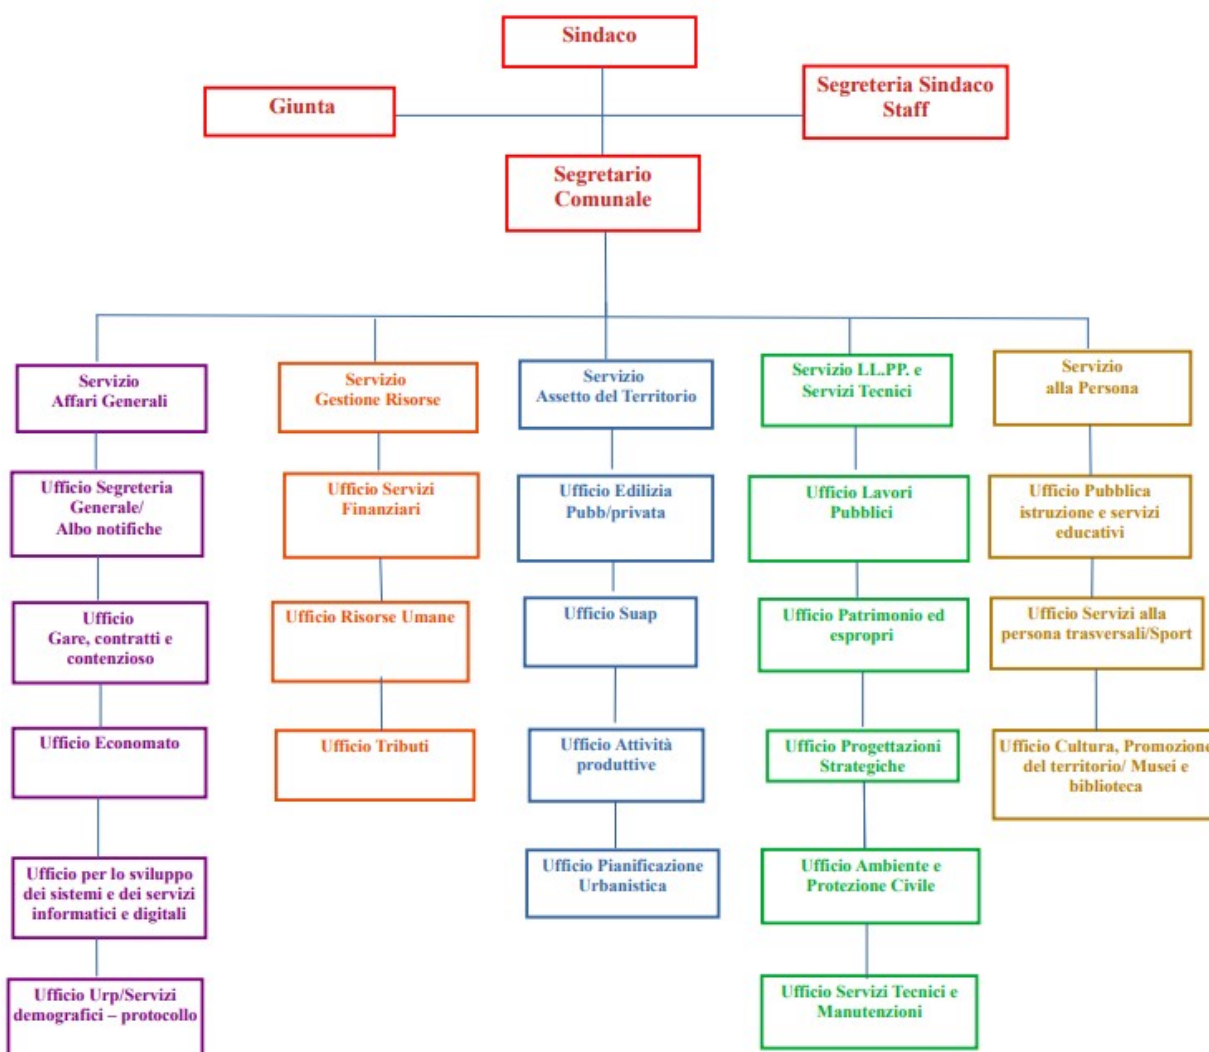 Sindaco
Giunta
Segreteria Sindaco
Staff
Segretario
Comunale
Servizio
Affari Generali
Servizio
Gestione Risorse
Servizio
Assetto del Territorio
Servizio LL.PP. e
Servizi Tecnici
Servizio
alla Persona
Ufficio Segreteria
Generale/
Albo notifiche
Ufficio Servizi
Finanziari
Ufficio Edilizia
Pubb/privata
Ufficio Lavori
Pubblici
Ufficio Pubblica
istruzione e servizi
educativi
Ufficio
Gare, contratti e
contenzioso
Ufficio Risorse Umane
Ufficio Suap
Ufficio Patrimonio ed
espropri
Ufficio Servizi alla
persona trasversali/Sport
Ufficio Economato
Ufficio Tributi
Ufficio Attività
produttive
Ufficio Progettazioni
Strategiche
Ufficio Cultura, Promozione
del territorio/ Musei e
biblioteca
Ufficio per lo sviluppo
dei sistemi e dei servizi
informatici e digitali
Ufficio Pianificazione
Urbanistica
Ufficio Ambiente e
Protezione Civile
Ufficio Urp/Servizi
demografici – protocollo
Ufficio Servizi Tecnici e
Manutenzioni